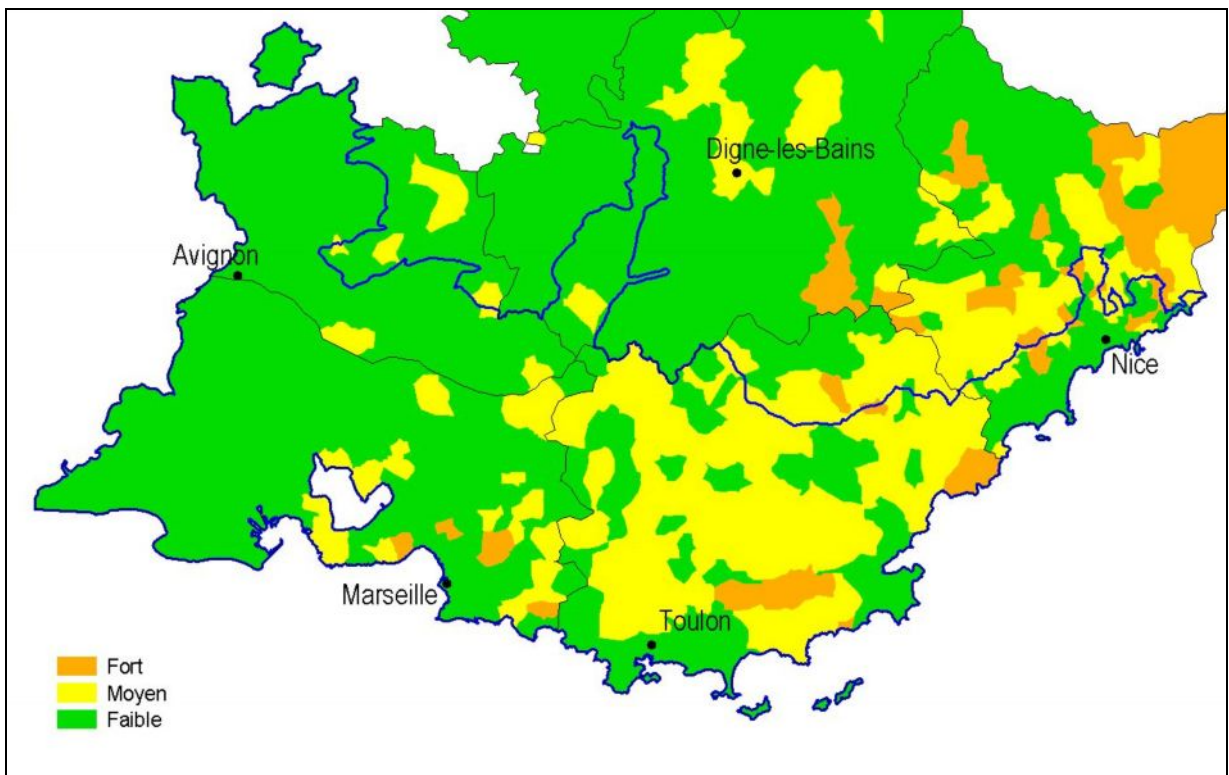 Digne-les-Bains
Avignon
Nice
Marseille
Toulon
Fort
Moyen
Faible